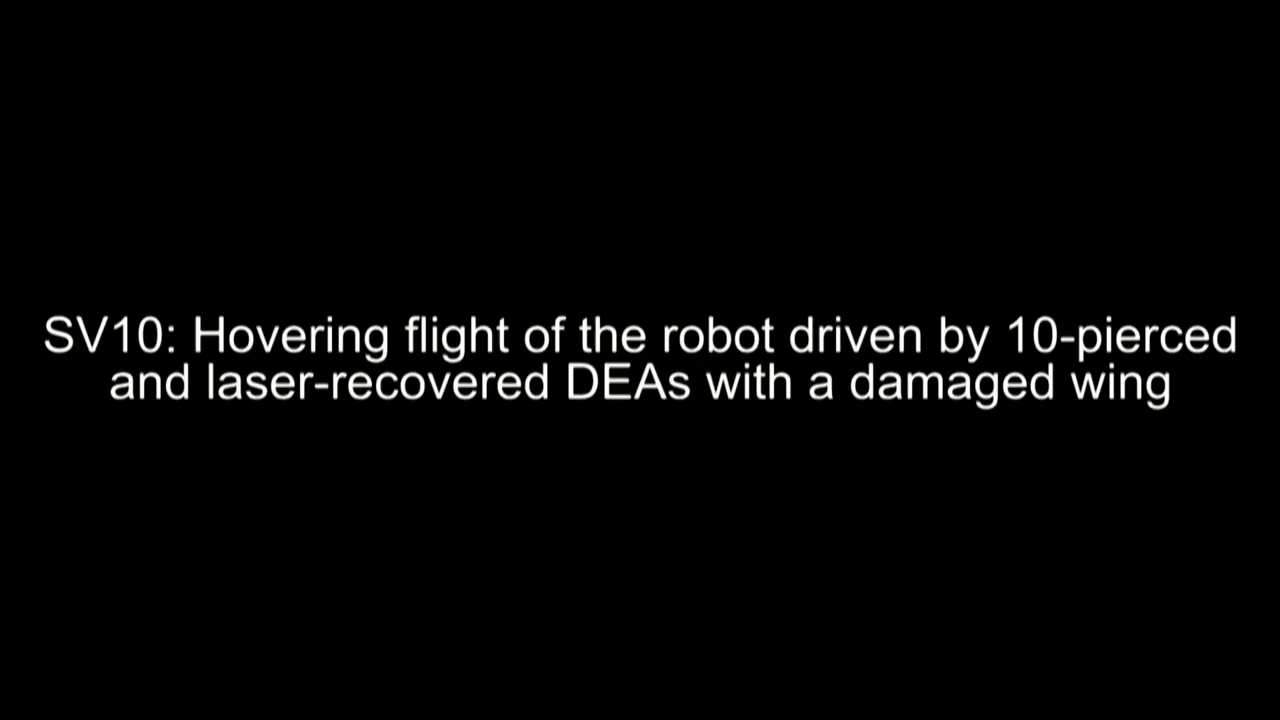 SV10: Hovering flight of the robot driven by 10-pierced
and laser-recovered DEAs with a damaged wing